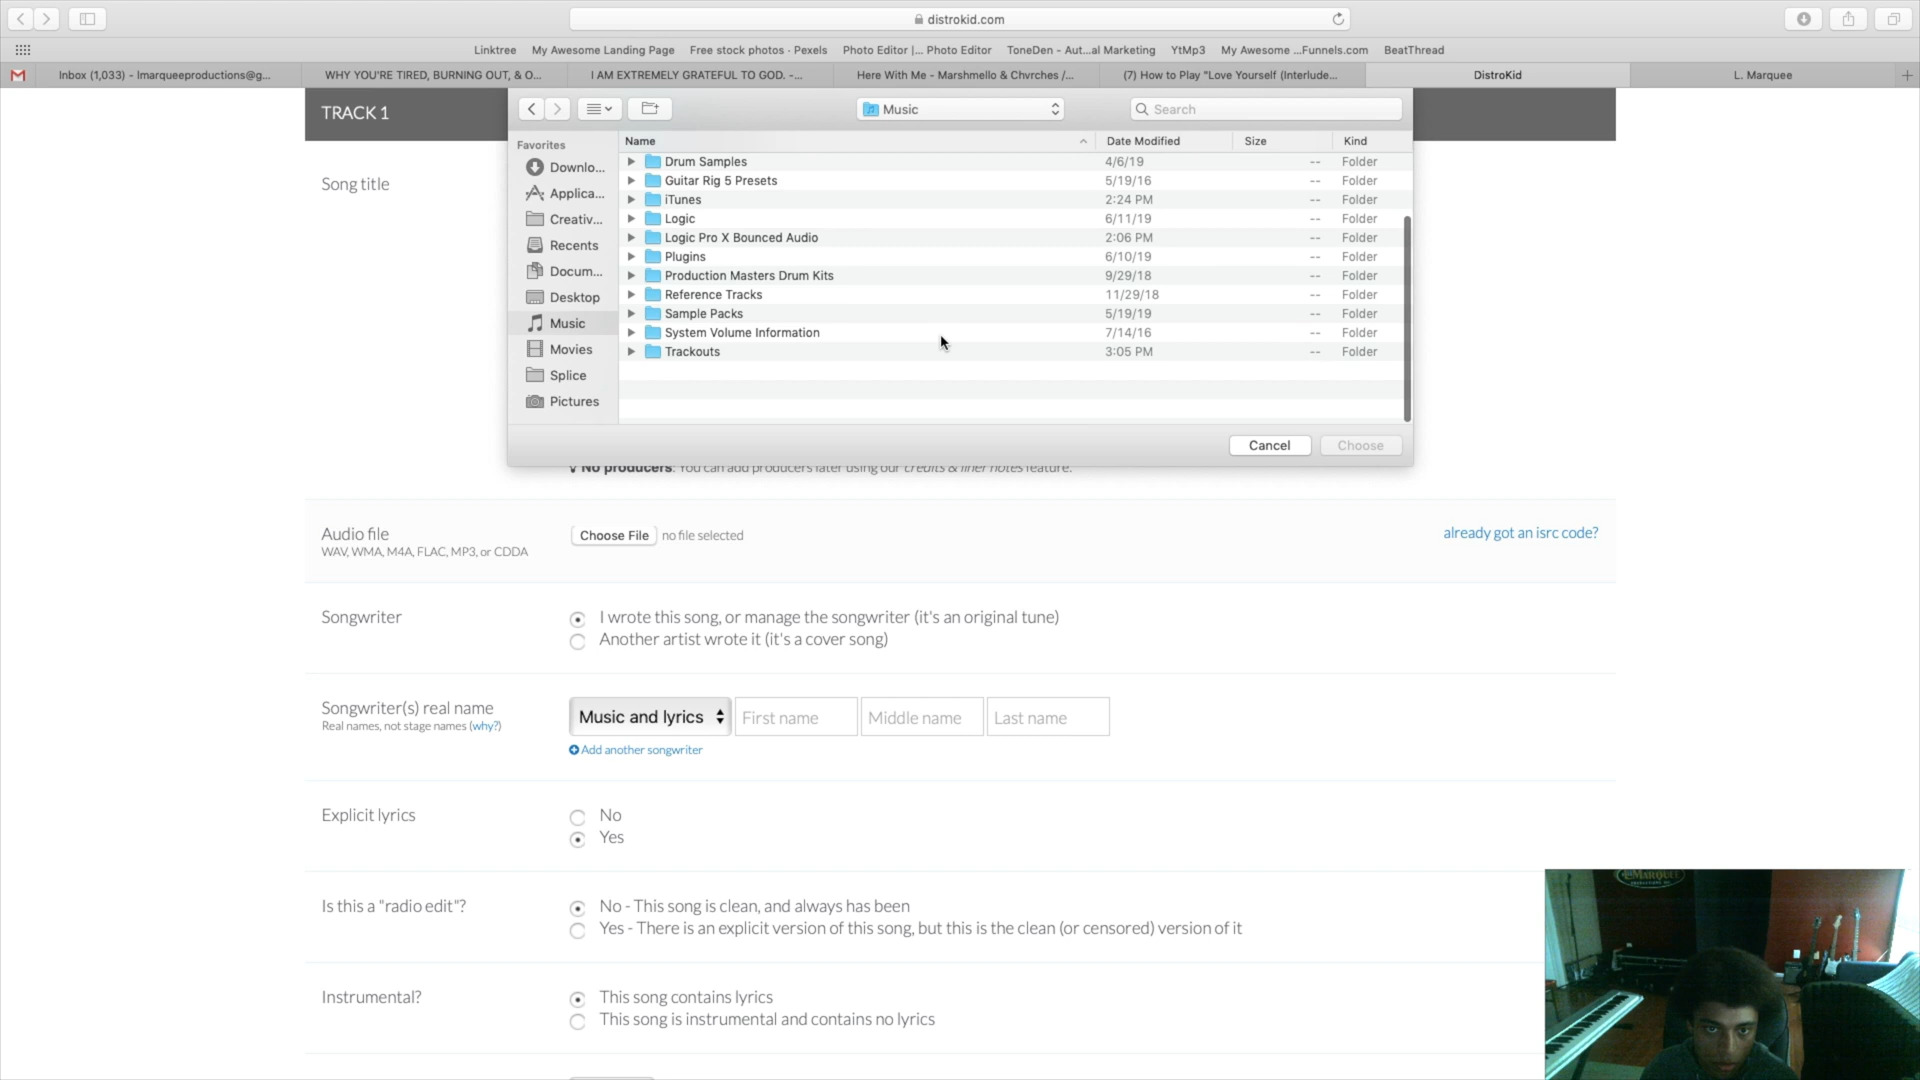 distrokid.com
Linktree My Awesome Landing Page Free stock photos · Pexels Photo Editor |... Photo Editor ToneDen - Aut...al Marketing YtMp3 My Awesome ...Funnels.com BeatThread
Inbox (1,033) - lmarqueeproductions@g... WHY YOU'RE TIRED, BURNING OUT, & O... I AM EXTREMELY GRATEFUL TO GOD. -... Here With Me - Marshmello & Chvrches /... (7) How to Play "Love Yourself (Interlude... DistroKid L. Marquee
TRACK 1
Music
Search
Favorites
Downlo...
Applica...
Creativ...
Recents
Docum...
Desktop
Music
Movies
Splice
Pictures
Name Date Modified Size Kind
Drum Samples 4/6/19 -- Folder
Guitar Rig 5 Presets 5/19/16 -- Folder
iTunes 2:24 PM -- Folder
Logic 6/11/19 -- Folder
Logic Pro X Bounced Audio 2:06 PM -- Folder
Plugins 6/10/19 -- Folder
Production Masters Drum Kits 9/29/18 -- Folder
Reference Tracks 11/29/18 -- Folder
Sample Packs 5/19/19 -- Folder
System Volume Information 7/14/16 -- Folder
Trackouts 3:05 PM -- Folder
Cancel Choose
Song title
No producers: You can add producers later using our credits & liner notes feature.
Audio file
WAV, WMA, M4A, FLAC, MP3, or CDDA
Choose File no file selected
already got an isrc code?
Songwriter
I wrote this song, or manage the songwriter (it's an original tune)
Another artist wrote it (it's a cover song)
Songwriter(s) real name
Real names, not stage names (why?)
Music and lyrics First name Middle name Last name
Add another songwriter
Explicit lyrics
No
Yes
Is this a "radio edit"?
No - This song is clean, and always has been
Yes - There is an explicit version of this song, but this is the clean (or censored) version of it
Instrumental?
This song contains lyrics
This song is instrumental and contains no lyrics